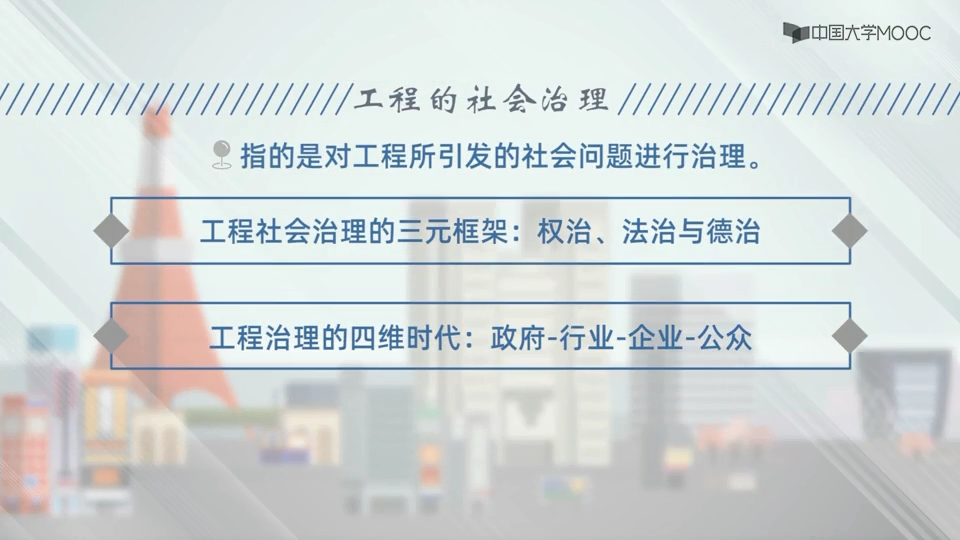 中国大学MOOC
工程的社会治理
指的是对工程所引发的社会问题进行治理。
工程社会治理的三元框架：权治、法治与德治
工程治理的四维时代：政府-行业-企业-公众